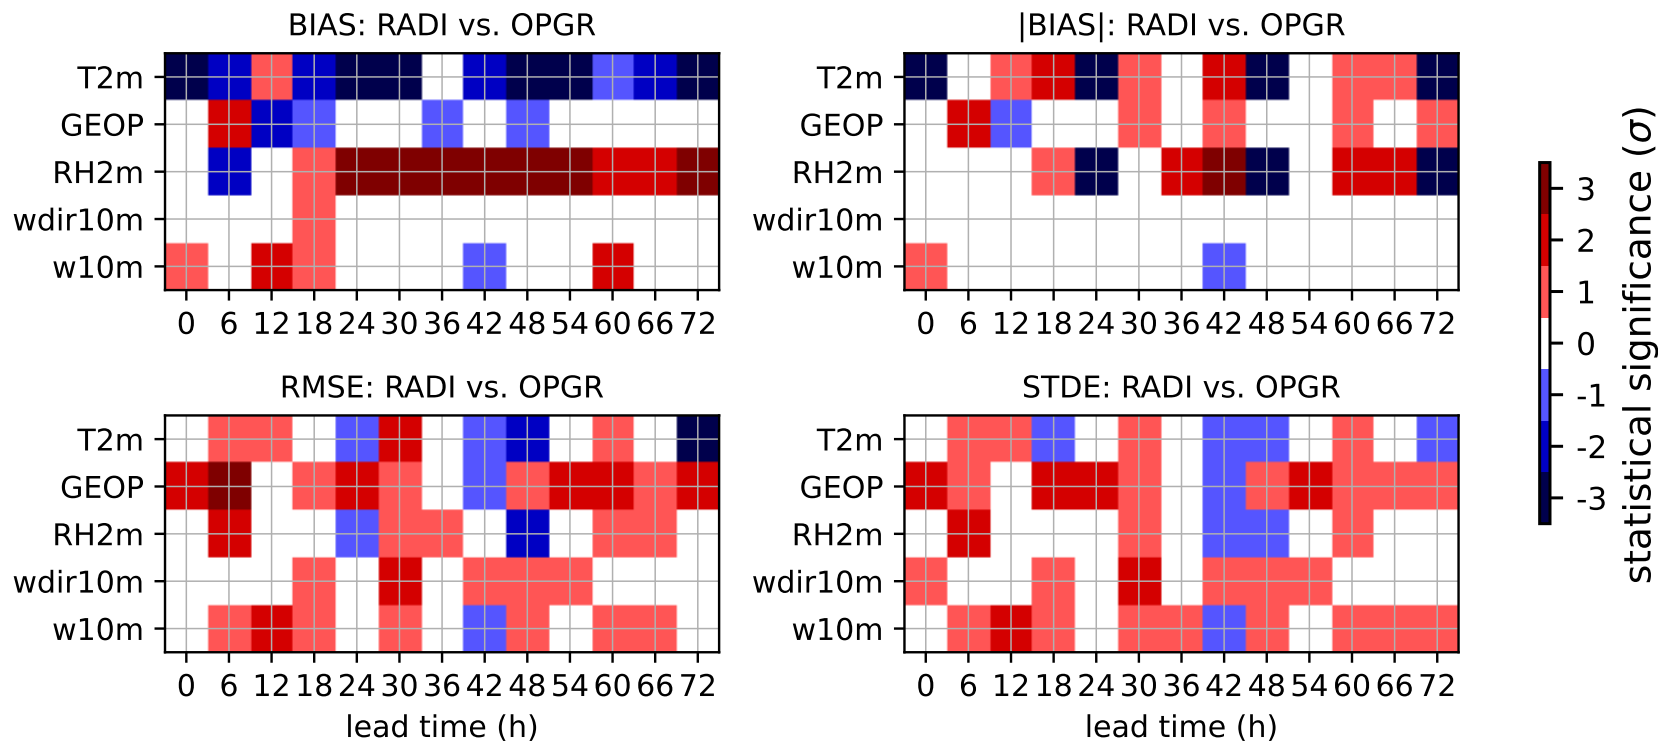 BIAS: RADI vs. OPGR
T2m
GEOP
RH2m
wdir10m
w10m
0 6 12 18 24 30 36 42 48 54 60 66 72
|BIAS|: RADI vs. OPGR
T2m
GEOP
RH2m
wdir10m
w10m
0 6 12 18 24 30 36 42 48 54 60 66 72
RMSE: RADI vs. OPGR
T2m
GEOP
RH2m
wdir10m
w10m
0 6 12 18 24 30 36 42 48 54 60 66 72
lead time (h)
STDE: RADI vs. OPGR
T2m
GEOP
RH2m
wdir10m
w10m
0 6 12 18 24 30 36 42 48 54 60 66 72
lead time (h)
3
2
1
0
-1
-2
-3
statistical significance (σ)